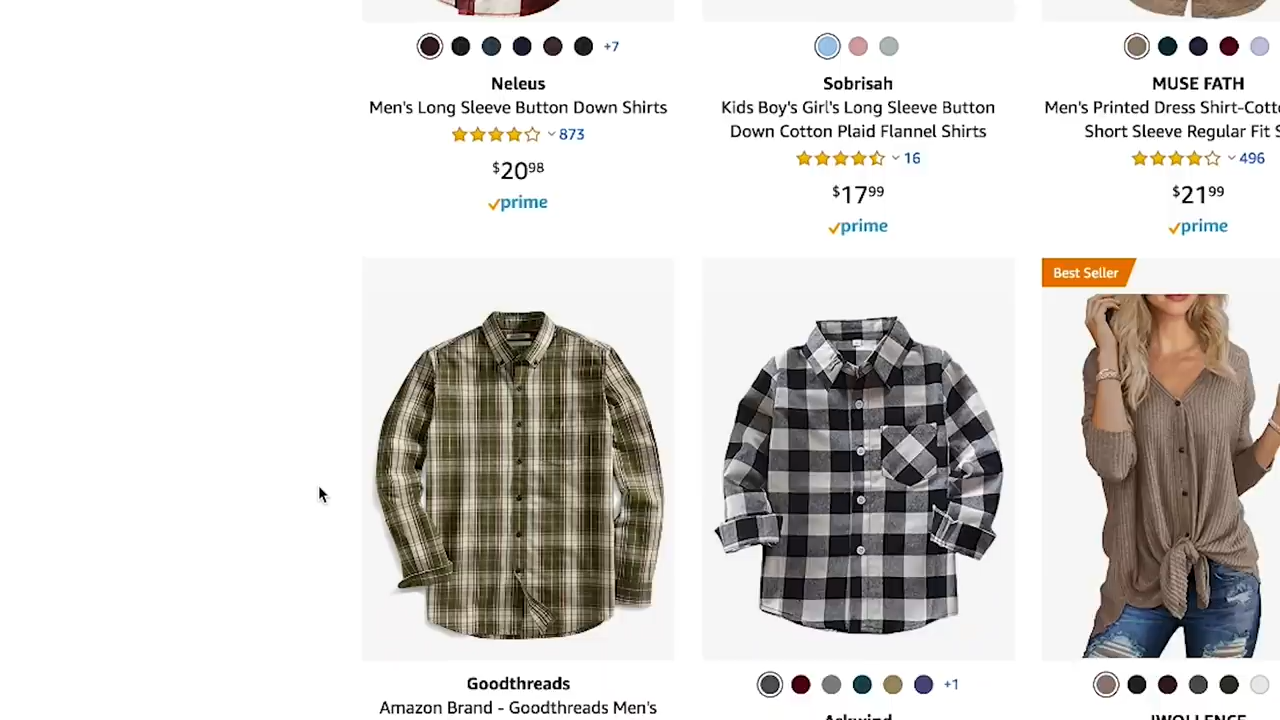 +7
Neleus
Men's Long Sleeve Button Down Shirts
873
$20.98
prime
Sobrisah
Kids Boy's Girl's Long Sleeve Button
Down Cotton Plaid Flannel Shirts
16
$17.99
prime
MUSE FATH
Men's Printed Dress Shirt-Cott
Short Sleeve Regular Fit S
496
$21.99
prime
Best Seller
Goodthreads
Amazon Brand - Goodthreads Men's
+1